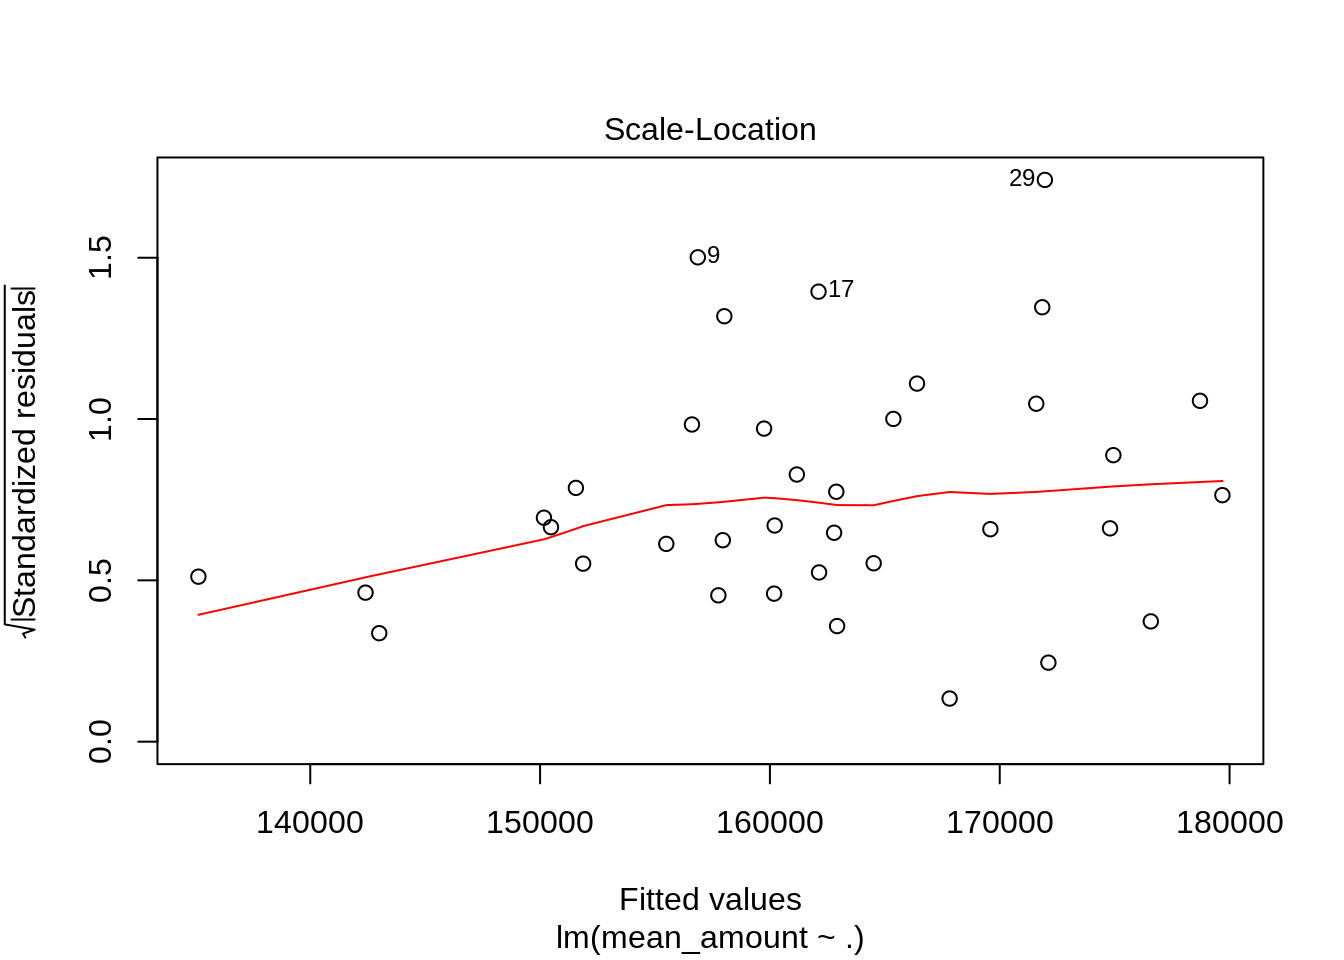 Scale-Location
29
9
17
1.5
1.0
0.5
0.0
√|Standardized residuals|
140000 150000 160000 170000 180000
Fitted values
lm(mean_amount ~ .)